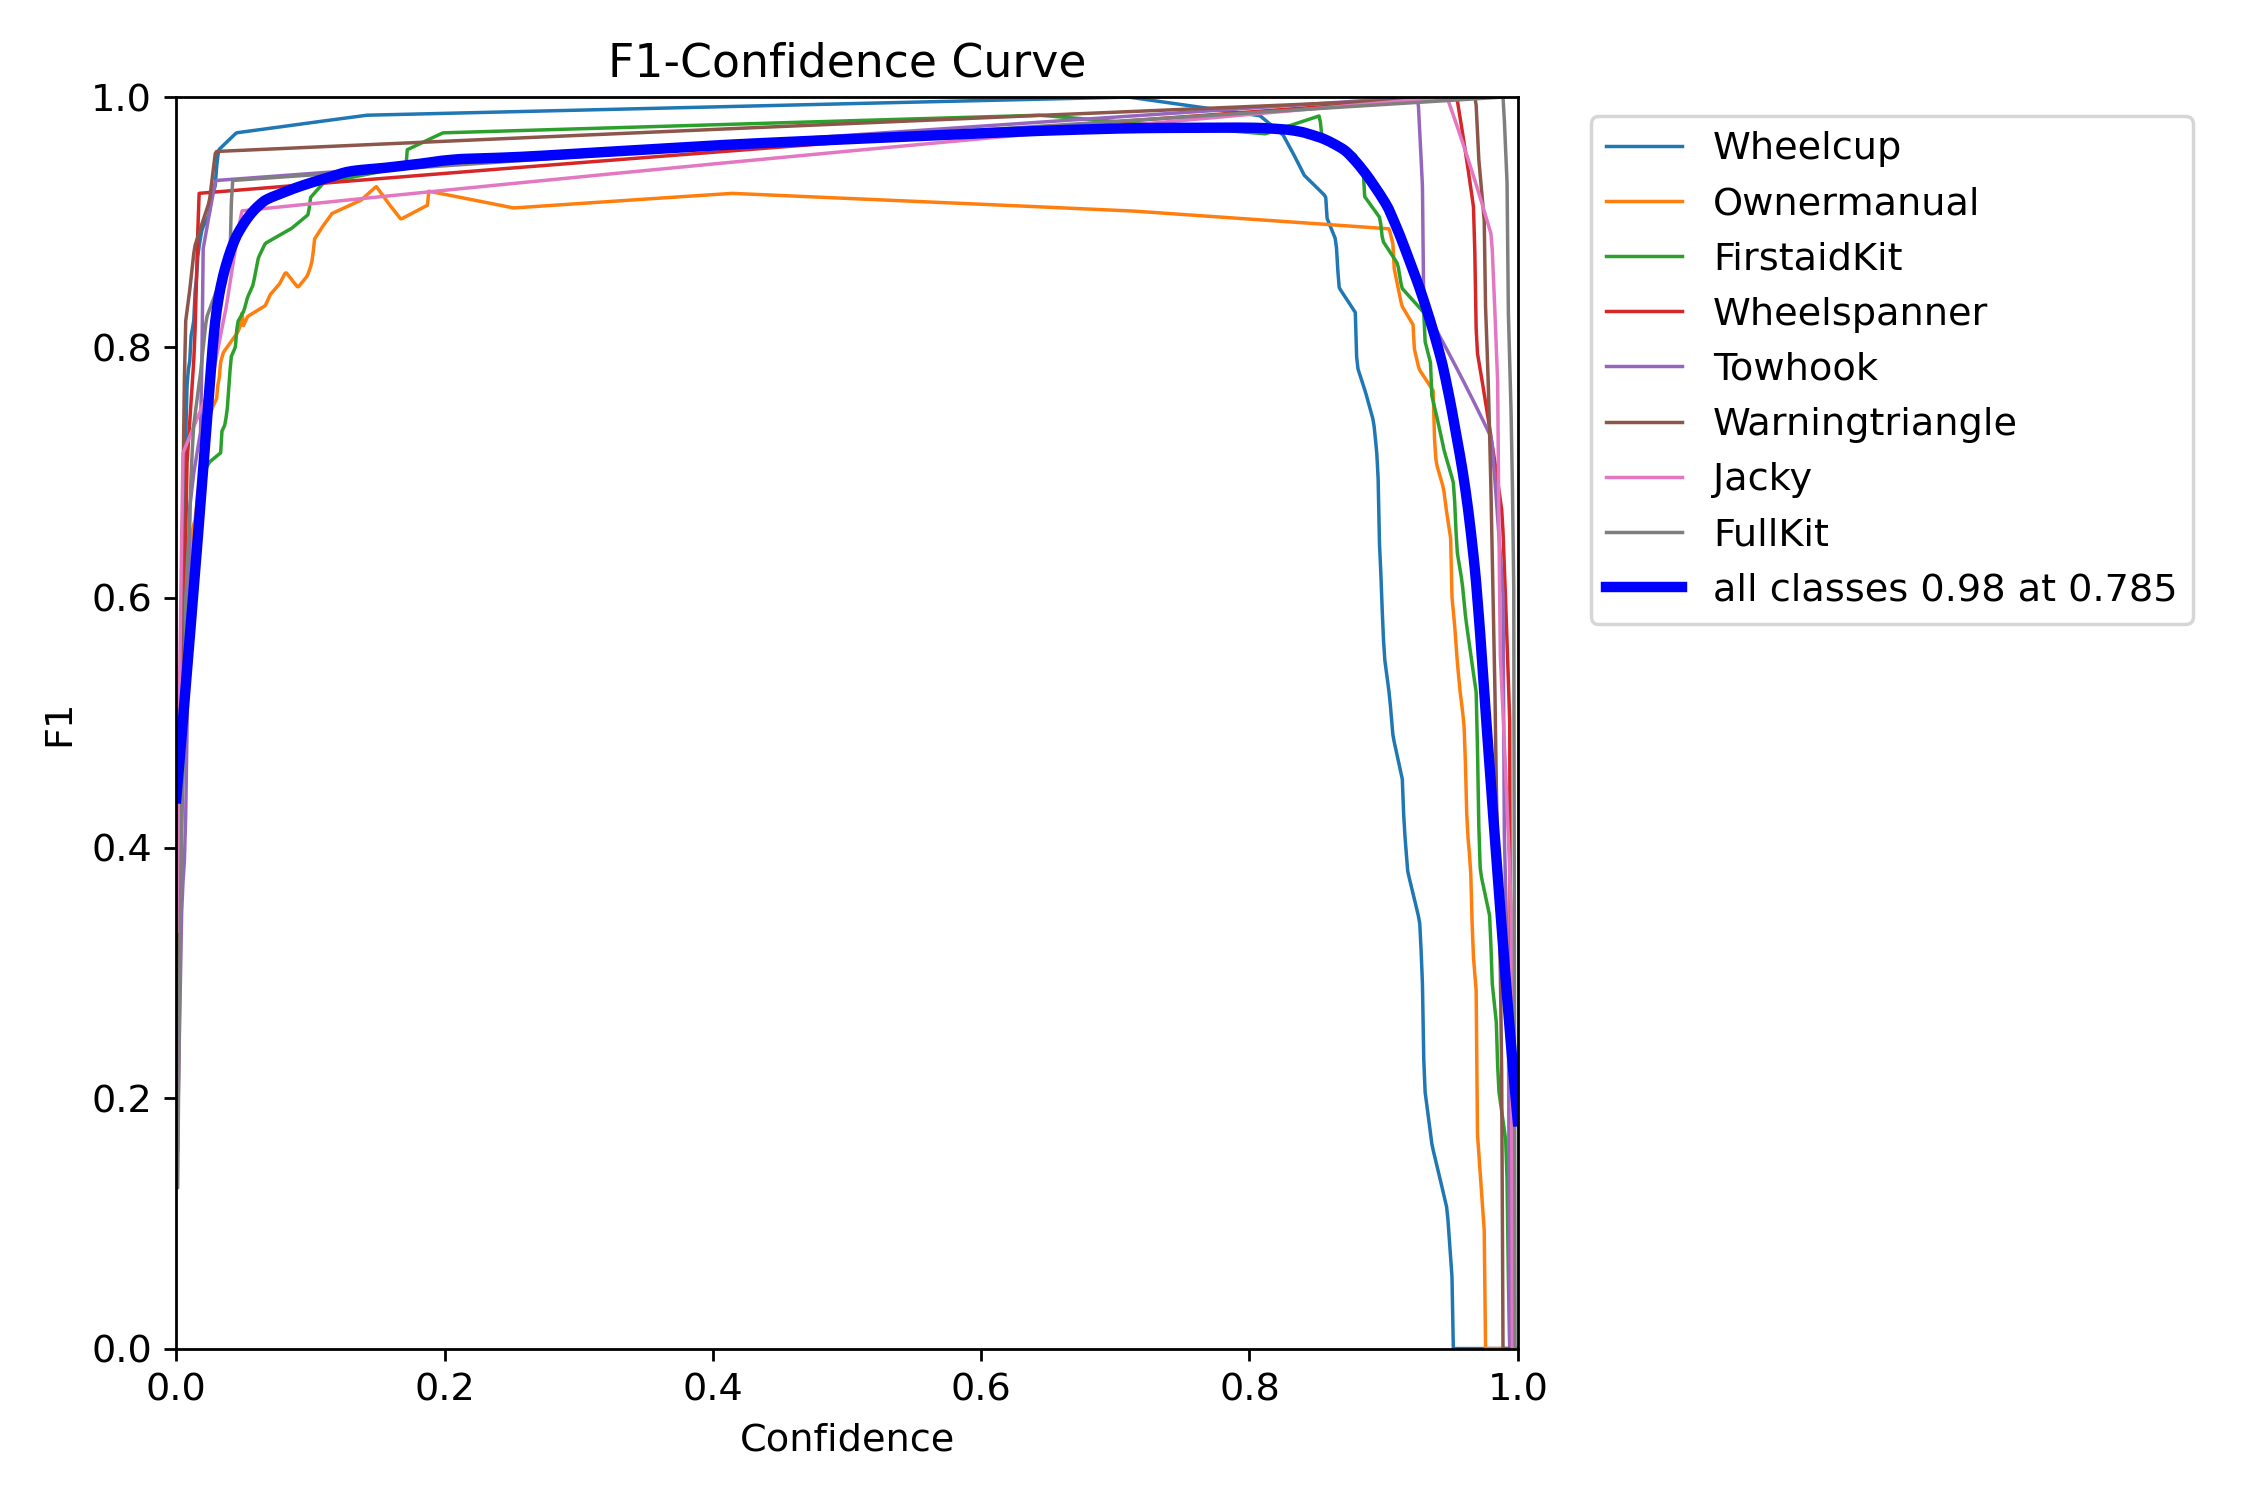 F1-Confidence Curve
1.0
0.8
0.6
0.4
0.2
0.0
F1
0.0 0.2 0.4 0.6 0.8 1.0
Confidence
Wheelcup
Ownermanual
FirstaidKit
Wheelspanner
Towhook
Warningtriangle
Jacky
FullKit
all classes 0.98 at 0.785